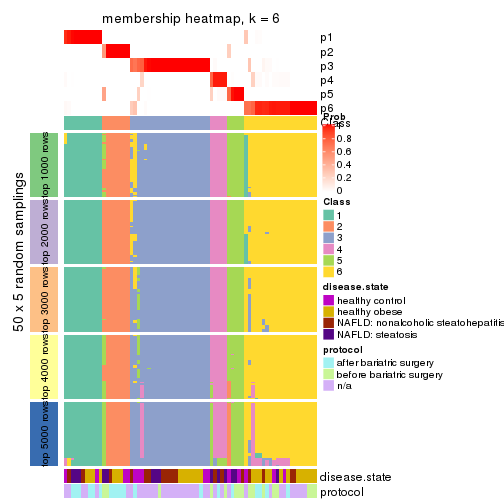 membership heatmap, k = 6
p1
p2
p3
p4
p5
p6
Class
Prob
1
0.8
0.6
0.4
0.2
0
Class
1
2
3
4
5
6
disease.state
healthy control
healthy obese
NAFLD: nonalcoholic steatohepatitis
NAFLD: steatosis
protocol
after bariatric surgery
before bariatric surgery
n/a
50 x 5 random samplings
top 1000 rows
top 2000 rows
top 3000 rows
top 4000 rows
top 5000 rows
disease.state
protocol